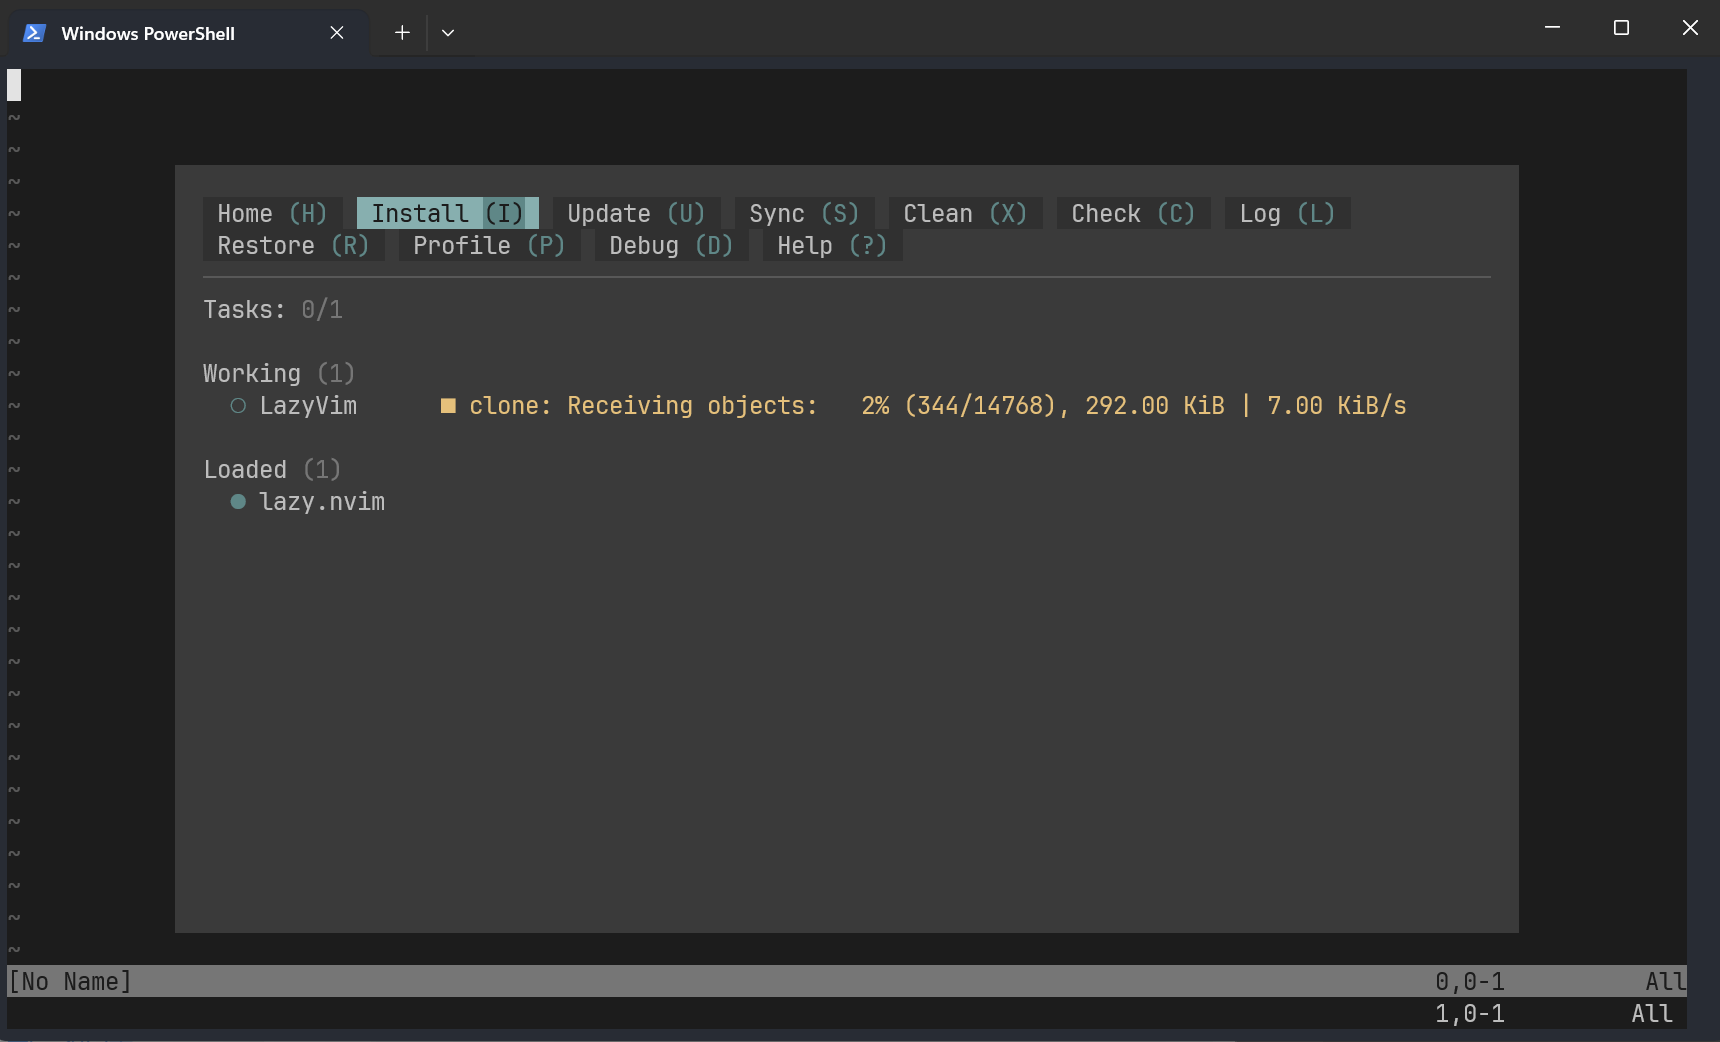 Windows PowerShell
~
~
~
~
Home (H) Install (I) Update (U) Sync (S) Clean (X) Check (C) Log (L)
~
Restore (R) Profile (P) Debug (D) Help (?)
~
~
Tasks: 0/1
~
~
Working (1)
~
LazyVim clone: Receiving objects: 2% (344/14768), 292.00 KiB | 7.00 KiB/s
~
~
Loaded (1)
~
lazy.nvim
~
~
~
~
~
~
~
~
~
~
~
~
~
~
[No Name] 0,0-1 All
1,0-1 All